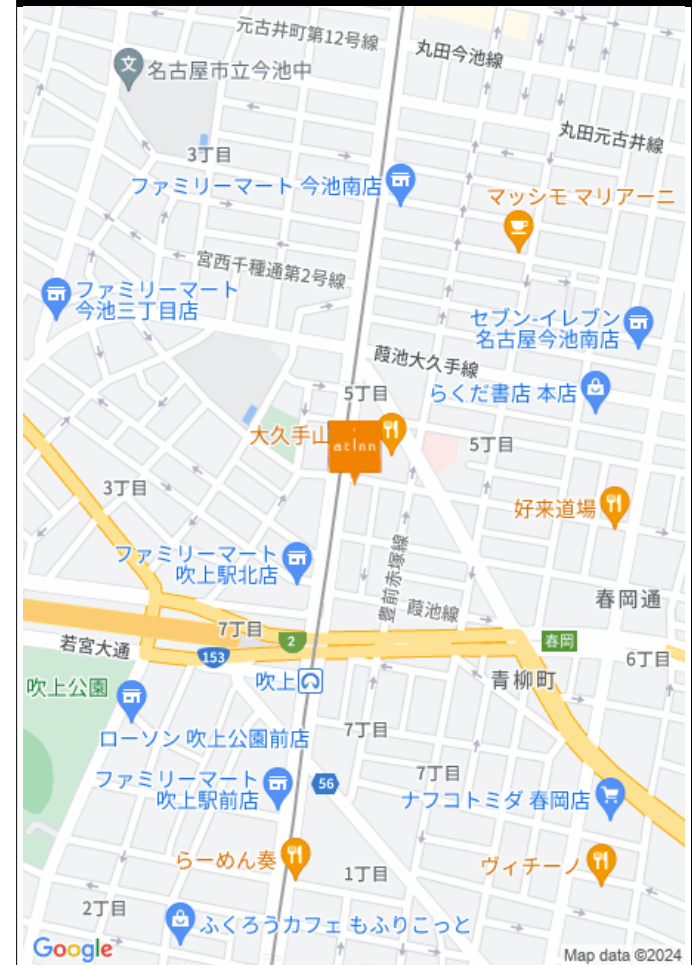 元古井町第12号線
丸田今池線
名古屋市立今池中
丸田元古井線
3丁目
ファミリーマート 今池南店
マッシモ マリアーニ
宮西千種通第2号線
ファミリーマート
今池三丁目店
セブン-イレブン
名古屋今池南店
葭池大久手線
5丁目
らくだ書店 本店
大久手山
atinn
5丁目
3丁目
好来道場
ファミリーマート
吹上駅北店
豊前赤塚線
葭池線
春岡通
7丁目
2
春岡
若宮大通
153
6丁目
吹上
青柳町
吹上公園
ローソン 吹上公園前店
7丁目
ファミリーマート
吹上駅前店
56
7丁目
ナフコトミダ 春岡店
らーめん奏
1丁目
ヴィチーノ
2丁目
ふくろうカフェ もふりこっと
Google
Map data ©2024